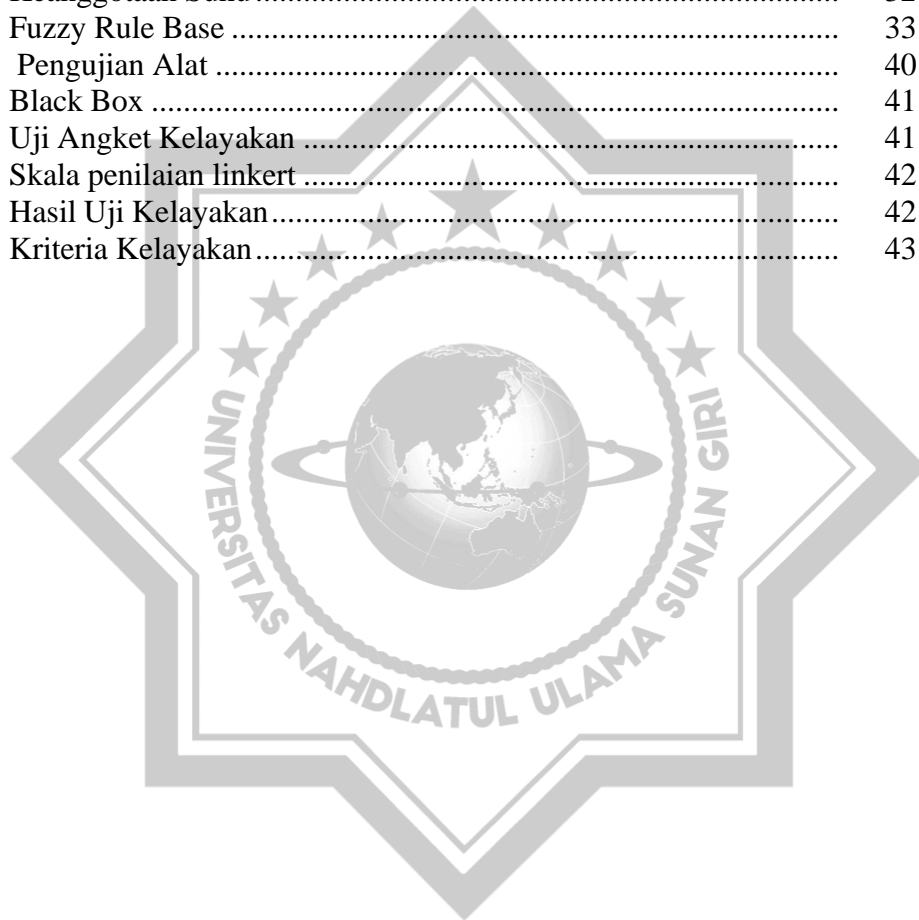 Fuzzy Rule Base ........................................................................... 33
Pengujian Alat ............................................................................. 40
Black Box ..................................................................................... 41
Uji Angket Kelayakan .................................................................. 41
Skala penilaian linkert ................................................................... 42
Hasil Uji Kelayakan ...................................................................... 42
Kriteria Kelayakan ........................................................................ 43
UNIVERSITAS NAHDLATUL ULAMA SUNAN GIRI